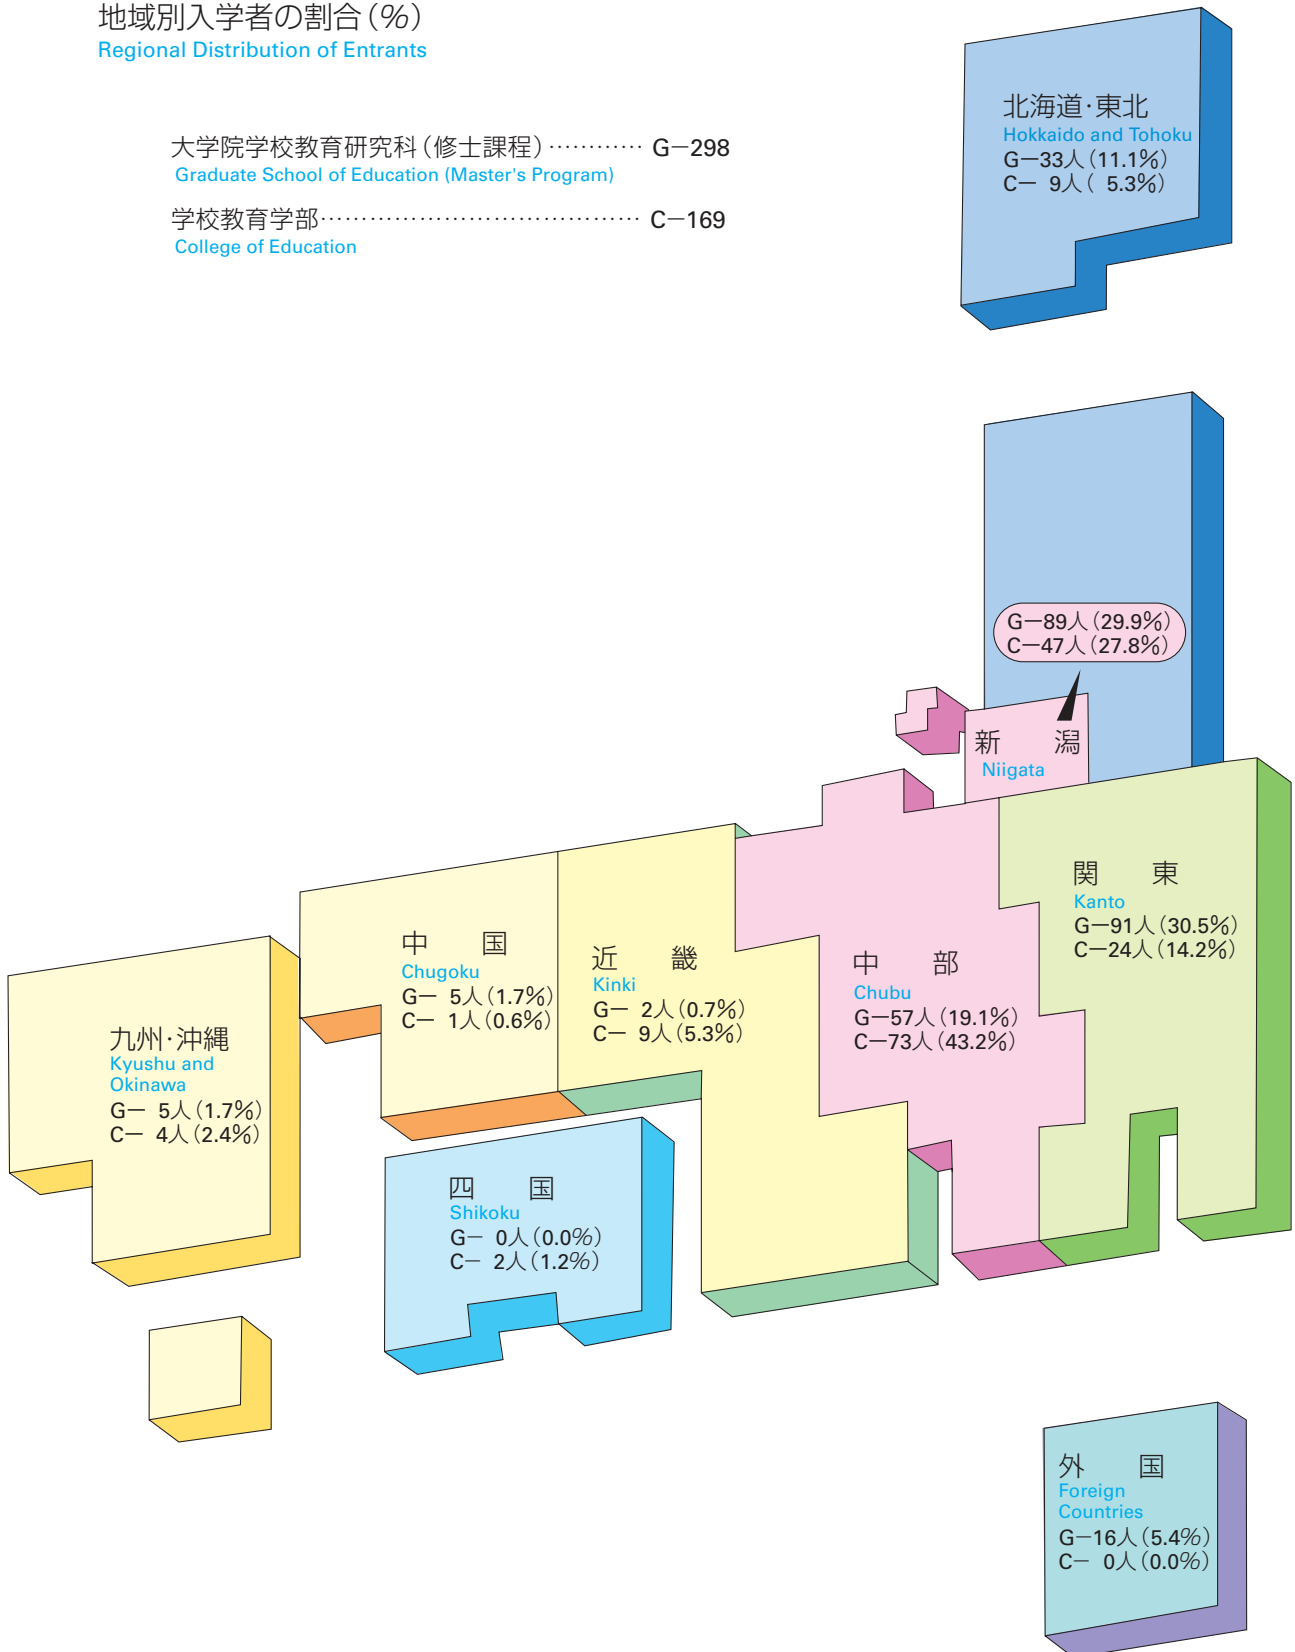 地域別入学者の割合(%)
Regional Distribution of Entrants
大学院学校教育研究科(修士課程)………… G−298
Graduate School of Education (Master's Program)
学校教育学部………………………………… C−169
College of Education
北海道・東北
Hokkaido and Tohoku
G−33人(11.1%)
C− 9人( 5.3%)
G−89人(29.9%)
C−47人(27.8%)
新 潟
Niigata
関 東
Kanto
G−91人(30.5%)
C−24人(14.2%)
中 部
Chubu
G−57人(19.1%)
C−73人(43.2%)
近 畿
Kinki
G− 2人(0.7%)
C− 9人(5.3%)
中 国
Chugoku
G− 5人(1.7%)
C− 1人(0.6%)
九州・沖縄
Kyushu and
Okinawa
G− 5人(1.7%)
C− 4人(2.4%)
四 国
Shikoku
G− 0人(0.0%)
C− 2人(1.2%)
外 国
Foreign
Countries
G−16人(5.4%)
C− 0人(0.0%)